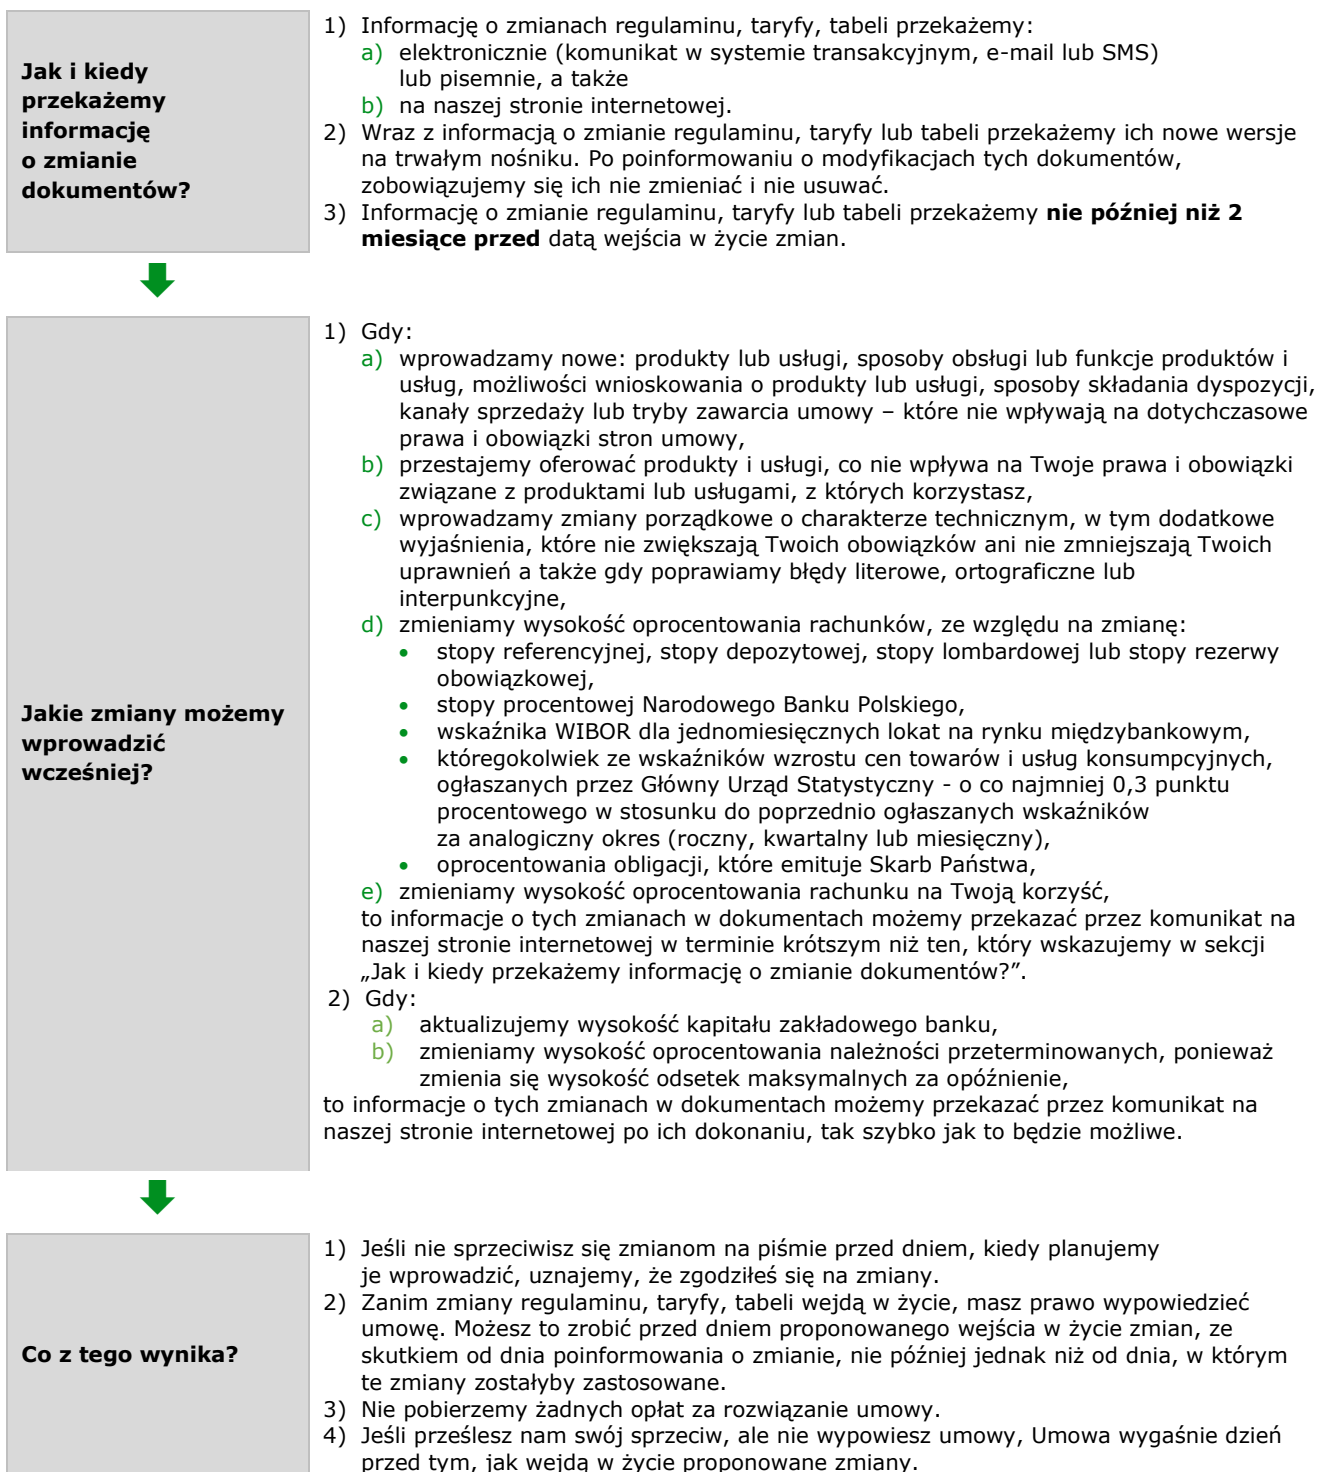 Jak i kiedy
przekażemy
informację
o zmianie
dokumentów?
1) Informację o zmianach regulaminu, taryfy, tabeli przekażemy:
a) elektronicznie (komunikat w systemie transakcyjnym, e-mail lub SMS)
lub pisemnie, a także
b) na naszej stronie internetowej.
2) Wraz z informacją o zmianie regulaminu, taryfy lub tabeli przekażemy ich nowe wersje
na trwałym nośniku. Po poinformowaniu o modyfikacjach tych dokumentów,
zobowiązujemy się ich nie zmieniać i nie usuwać.
3) Informację o zmianie regulaminu, taryfy lub tabeli przekażemy nie później niż 2
miesiące przed datą wejścia w życie zmian.
Jakie zmiany możemy
wprowadzić
wcześniej?
1) Gdy:
a) wprowadzamy nowe: produkty lub usługi, sposoby obsługi lub funkcje produktów i
usług, możliwości wnioskowania o produkty lub usługi, sposoby składania dyspozycji,
kanały sprzedaży lub tryby zawarcia umowy – które nie wpływają na dotychczasowe
prawa i obowiązki stron umowy,
b) przestajemy oferować produkty i usługi, co nie wpływa na Twoje prawa i obowiązki
związane z produktami lub usługami, z których korzystasz,
c) wprowadzamy zmiany porządkowe o charakterze technicznym, w tym dodatkowe
wyjaśnienia, które nie zwiększają Twoich obowiązków ani nie zmniejszają Twoich
uprawnień a także gdy poprawiamy błędy literowe, ortograficzne lub
interpunkcyjne,
d) zmieniamy wysokość oprocentowania rachunków, ze względu na zmianę:
• stopy referencyjnej, stopy depozytowej, stopy lombardowej lub stopy rezerwy
obowiązkowej,
• stopy procentowej Narodowego Banku Polskiego,
• wskaźnika WIBOR dla jednomiesięcznych lokat na rynku międzybankowym,
• któregokolwiek ze wskaźników wzrostu cen towarów i usług konsumpcyjnych,
ogłaszanych przez Główny Urząd Statystyczny - o co najmniej 0,3 punktu
procentowego w stosunku do poprzednio ogłaszanych wskaźników
za analogiczny okres (roczny, kwartalny lub miesięczny),
• oprocentowania obligacji, które emituje Skarb Państwa,
e) zmieniamy wysokość oprocentowania rachunku na Twoją korzyść,
to informacje o tych zmianach w dokumentach możemy przekazać przez komunikat na
naszej stronie internetowej w terminie krótszym niż ten, który wskazujemy w sekcji
„Jak i kiedy przekażemy informację o zmianie dokumentów?”.
2) Gdy:
a) aktualizujemy wysokość kapitału zakładowego banku,
b) zmieniamy wysokość oprocentowania należności przeterminowanych, ponieważ
zmienia się wysokość odsetek maksymalnych za opóźnienie,
to informacje o tych zmianach w dokumentach możemy przekazać przez komunikat na
naszej stronie internetowej po ich dokonaniu, tak szybko jak to będzie możliwe.
Co z tego wynika?
1) Jeśli nie sprzeciwisz się zmianom na piśmie przed dniem, kiedy planujemy
je wprowadzić, uznajemy, że zgodziłeś się na zmiany.
2) Zanim zmiany regulaminu, taryfy, tabeli wejdą w życie, masz prawo wypowiedzieć
umowę. Możesz to zrobić przed dniem proponowanego wejścia w życie zmian, ze
skutkiem od dnia poinformowania o zmianie, nie później jednak niż od dnia, w którym
te zmiany zostałyby zastosowane.
3) Nie pobierzemy żadnych opłat za rozwiązanie umowy.
4) Jeśli prześlesz nam swój sprzeciw, ale nie wypowiesz umowy, Umowa wygaśnie dzień
przed tym, jak wejdą w życie proponowane zmiany.